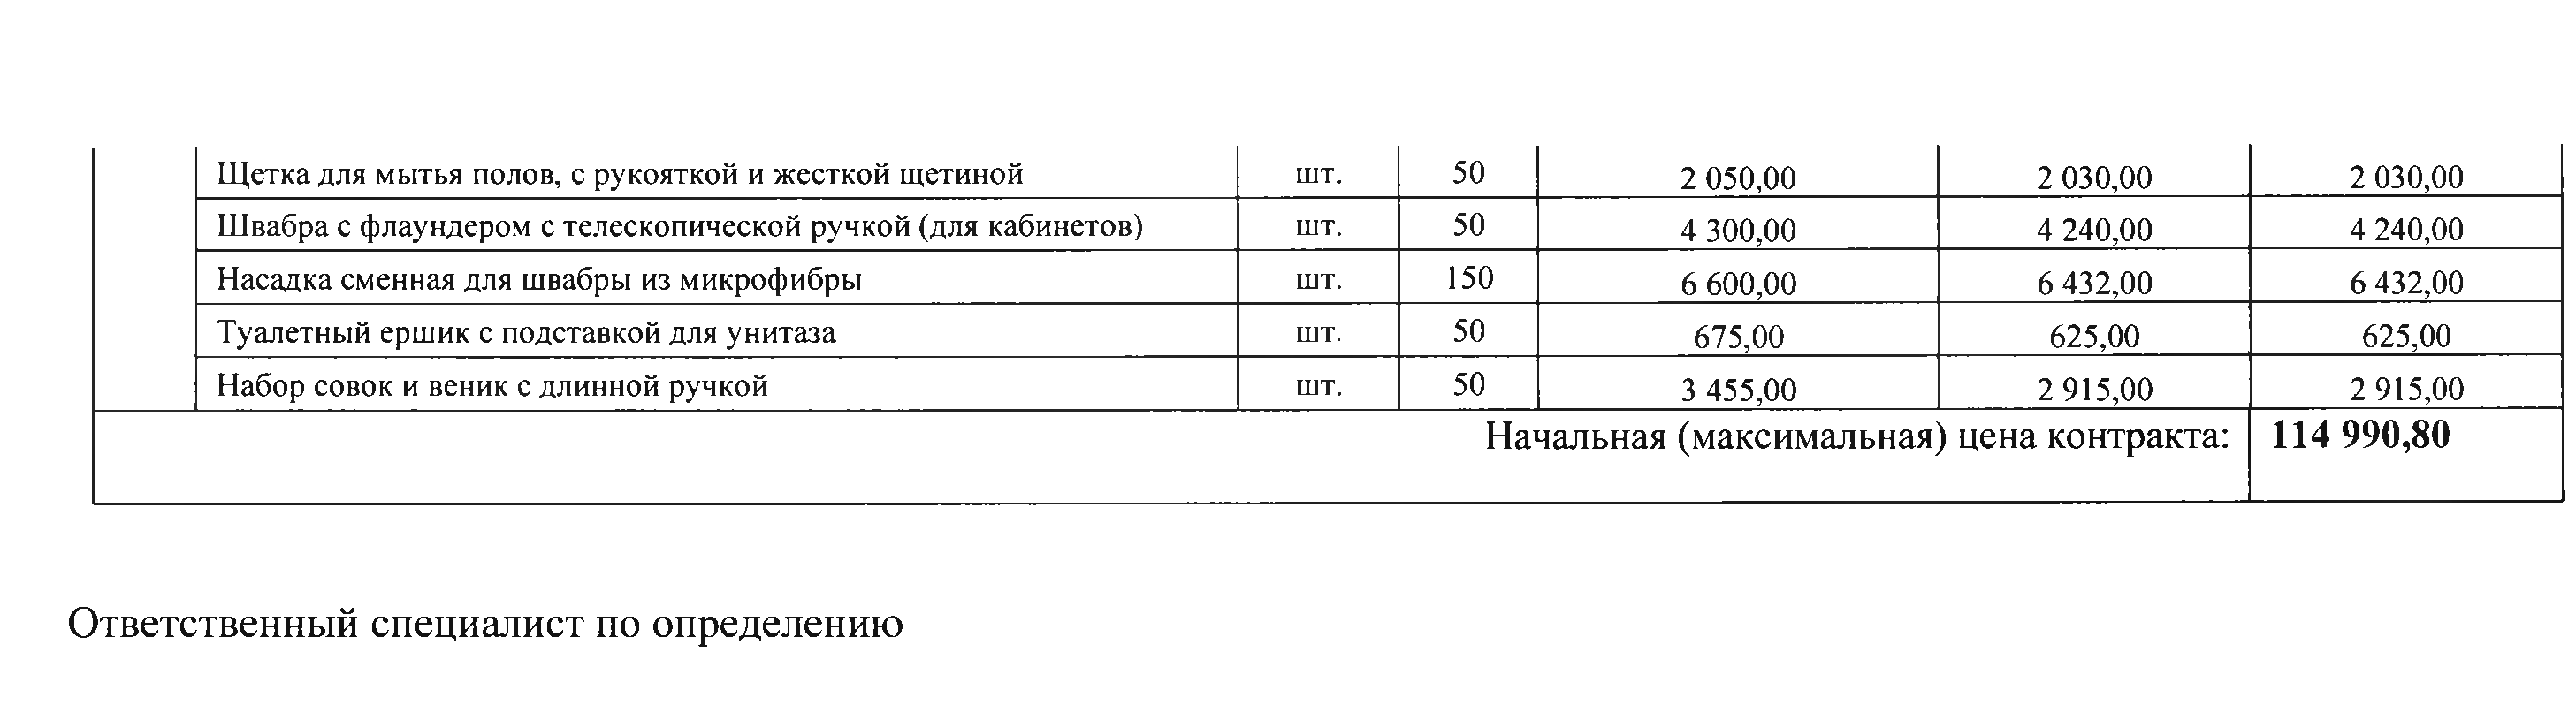 Щетка для мытья полов, с рукояткой и жесткой щетиной шт. 50 2 050,00 2 030,00 2 030,00
Швабра с флаундером с телескопической ручкой (для кабинетов) шт. 50 4 300,00 4 240,00 4 240,00
Насадка сменная для швабры из микрофибры шт. 150 6 600,00 6 432,00 6 432,00
Туалетный ершик с подставкой для унитаза шт. 50 675,00 625,00 625,00
Набор совок и веник с длинной ручкой шт. 50 3 455,00 2 915,00 2 915,00
Начальная (максимальная) цена контракта: 114 990,80
Ответственный специалист по определению